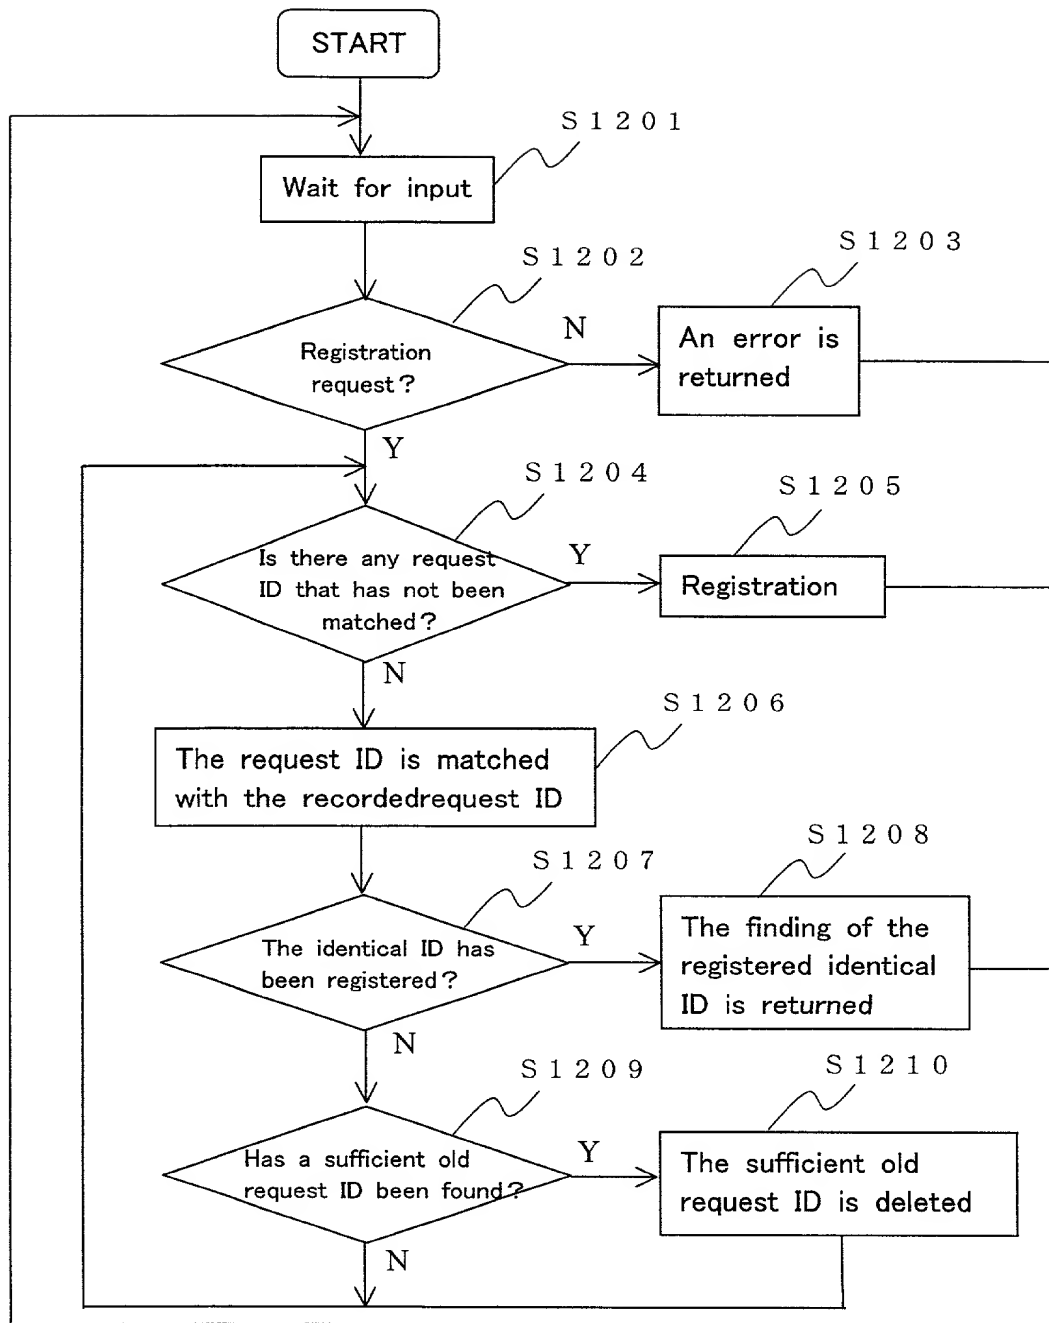 START
S1201
Wait for input
S1202
S1203
Registration
request?
N
An error is
returned
Y
S1204
S1205
Is there any request
ID that has not been
matched?
Y
Registration
N
S1206
The request ID is matched
with the recordedrequest ID
S1207
S1208
The identical ID has
been registered?
Y
The finding of the
registered identical
ID is returned
N
S1209
S1210
Has a sufficient old
request ID been found?
Y
The sufficient old
request ID is deleted
N